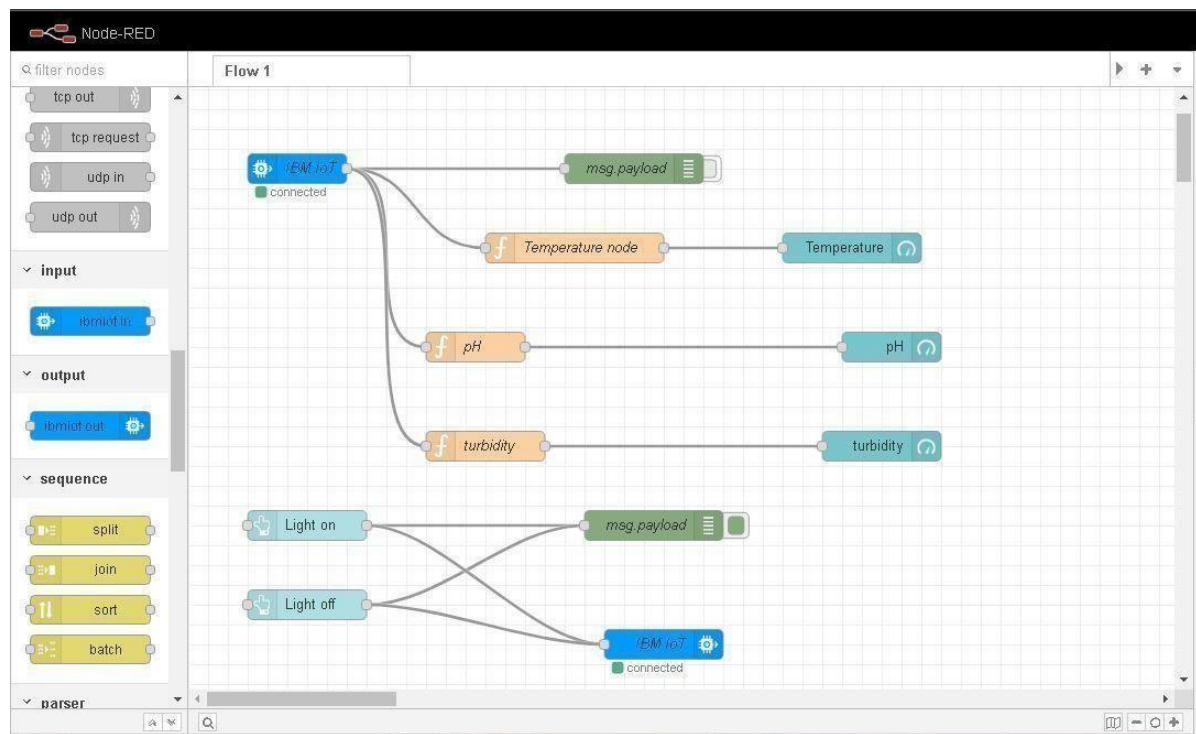 Node-RED
filter nodes
Flow 1
tcp out
tcp request
udp in
udp out
input
ibmiot in
output
ibmiot out
sequence
split
join
sort
batch
parser
IBM IoT
connected
msg.payload
Temperature node
Temperature
pH
pH
turbidity
turbidity
Light on
msg.payload
Light off
IBM IoT
connected